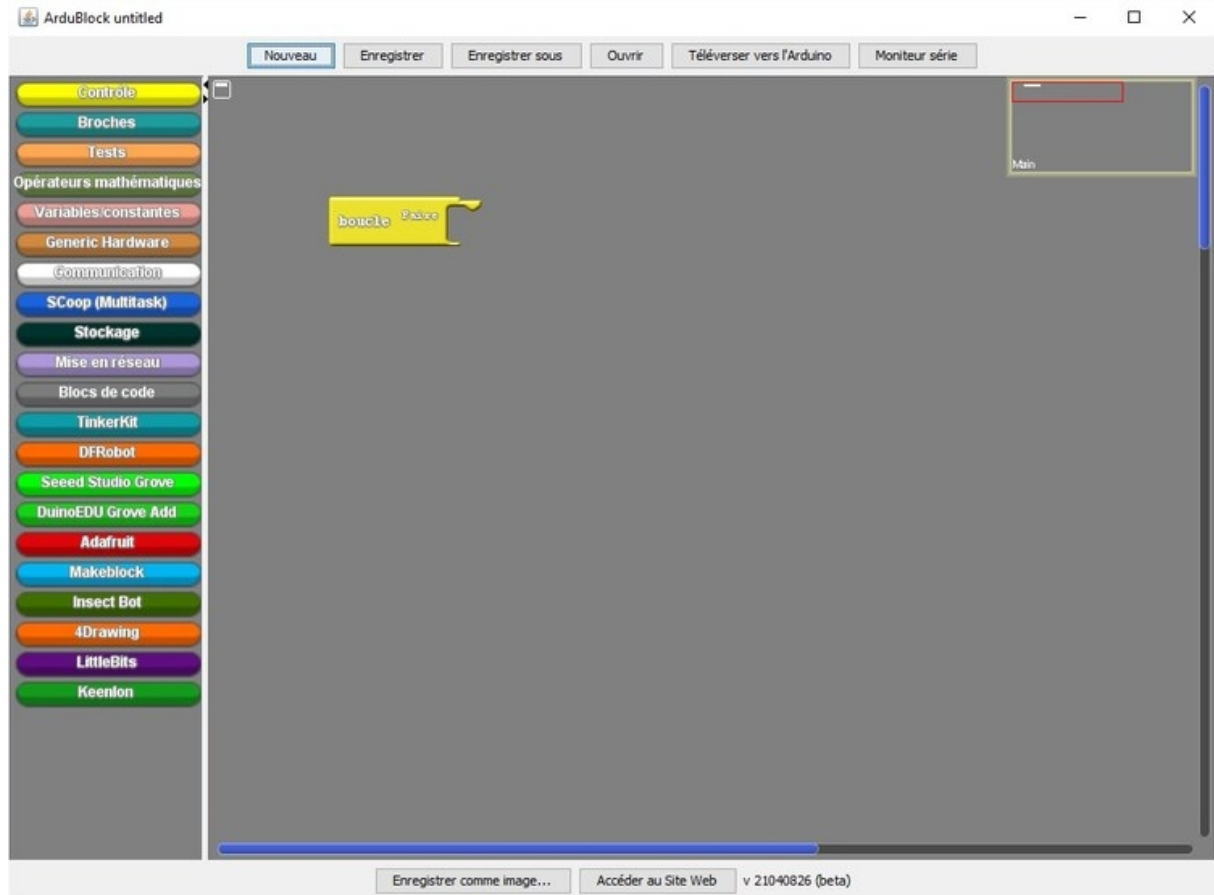 ArduBlock untitled
Nouveau Enregistrer Enregistrer sous Ouvrir Téléverser vers l'Arduino Moniteur série
Contrôle
Broches
Tests
Opérateurs mathématiques
Variables/constantes
Generic Hardware
Communication
SCoop (Multitask)
Stockage
Mise en réseau
Blocs de code
TinkerKit
DFRobot
Seeed Studio Grove
DuinoEDU Grove Add
Adafruit
Makeblock
Insect Bot
4Drawing
LittleBits
Keenlon
boucle Faire
Main
Enregistrer comme image... Accéder au Site Web v 21040826 (beta)